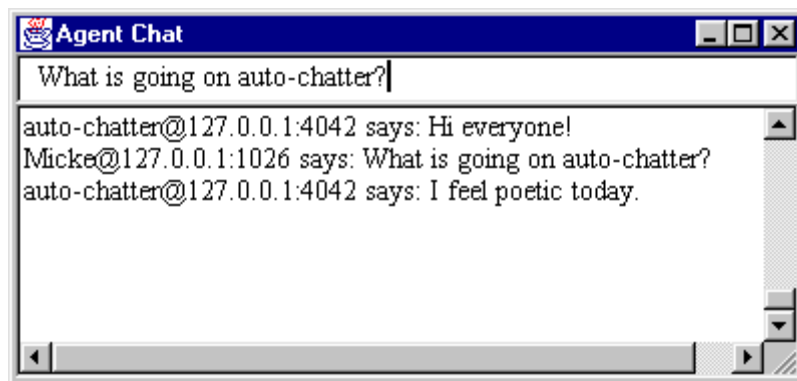 Agent Chat
What is going on auto-chatter?
auto-chatter@127.0.0.1:4042 says: Hi everyone!
Micke@127.0.0.1:1026 says: What is going on auto-chatter?
auto-chatter@127.0.0.1:4042 says: I feel poetic today.